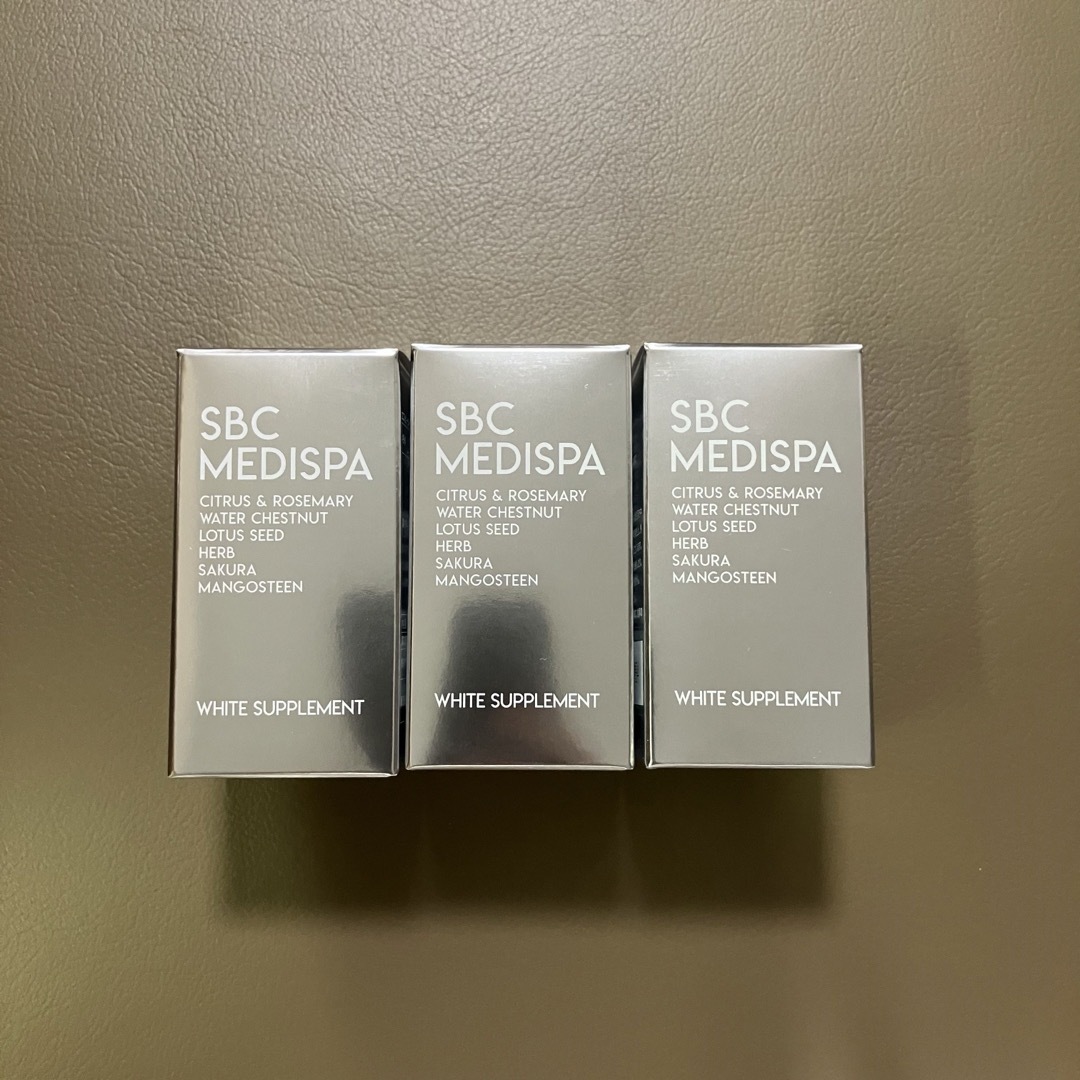 SBC
MEDISPA
CITRUS & ROSEMARY
WATER CHESTNUT
LOTUS SEED
HERB
SAKURA
MANGOSTEEN
WHITE SUPPLEMENT
SBC
MEDISPA
CITRUS & ROSEMARY
WATER CHESTNUT
LOTUS SEED
HERB
SAKURA
MANGOSTEEN
WHITE SUPPLEMENT
SBC
MEDISPA
CITRUS & ROSEMARY
WATER CHESTNUT
LOTUS SEED
HERB
SAKURA
MANGOSTEEN
WHITE SUPPLEMENT